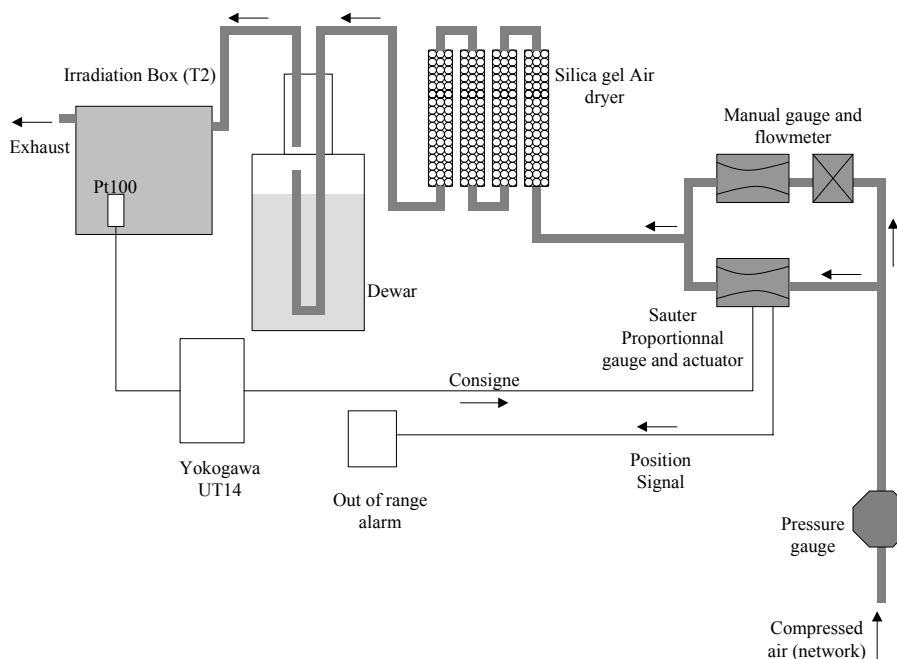 Irradiation Box (T2)
Exhaust
Pt100
Dewar
Silica gel Air
dryer
Manual gauge and
flowmeter
Sauter
Proportionnal
gauge and actuator
Consigne
Yokogawa
UT14
Out of range
alarm
Position
Signal
Pressure
gauge
Compressed
air (network)